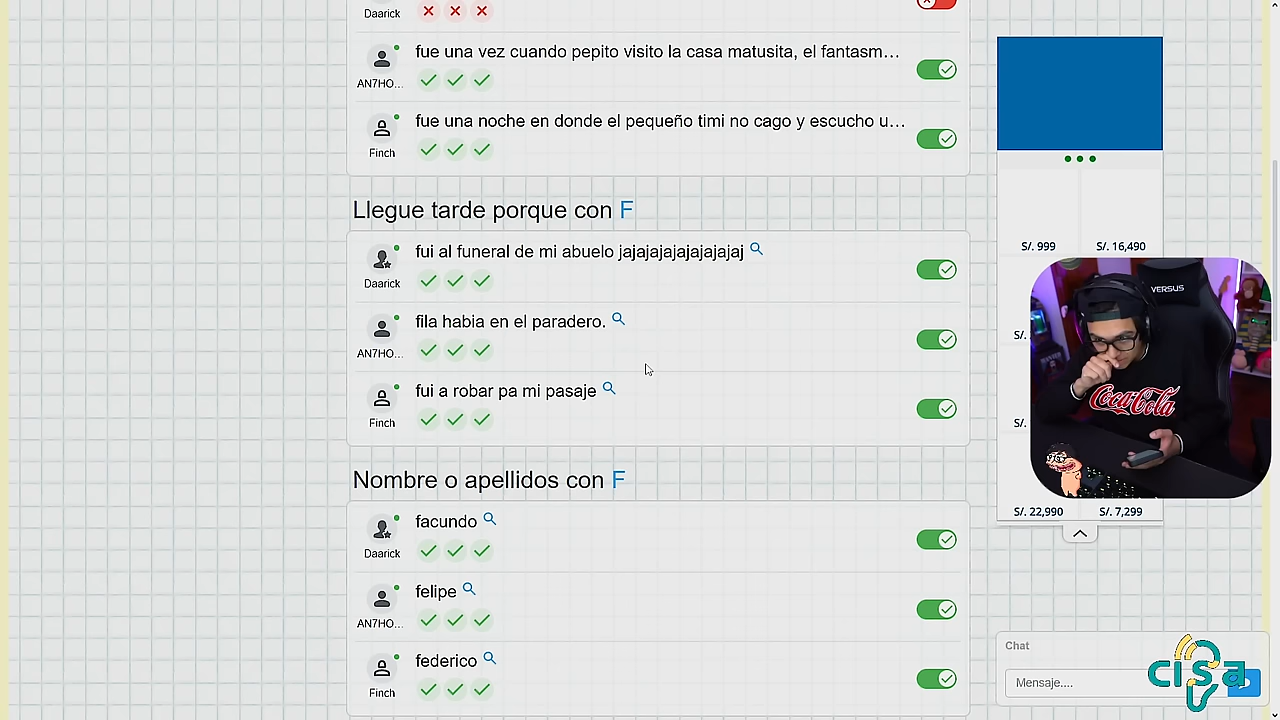 Daarick
fue una vez cuando pepito visito la casa matusita, el fantasm...
AN7HO...
fue una noche en donde el pequeño timi no cago y escucho u...
Finch
Llegue tarde porque con F
fui al funeral de mi abuelo jajajajajajajajaj
Daarick
fila habia en el paradero.
AN7HO...
fui a robar pa mi pasaje
Finch
Nombre o apellidos con F
facundo
Daarick
felipe
AN7HO...
federico
Finch
S/. 999 S/. 16,490
VERSUS
S/.
Coca-Cola
S/.
S/. 22,990 S/. 7,299
Chat
Mensaje....
cisa